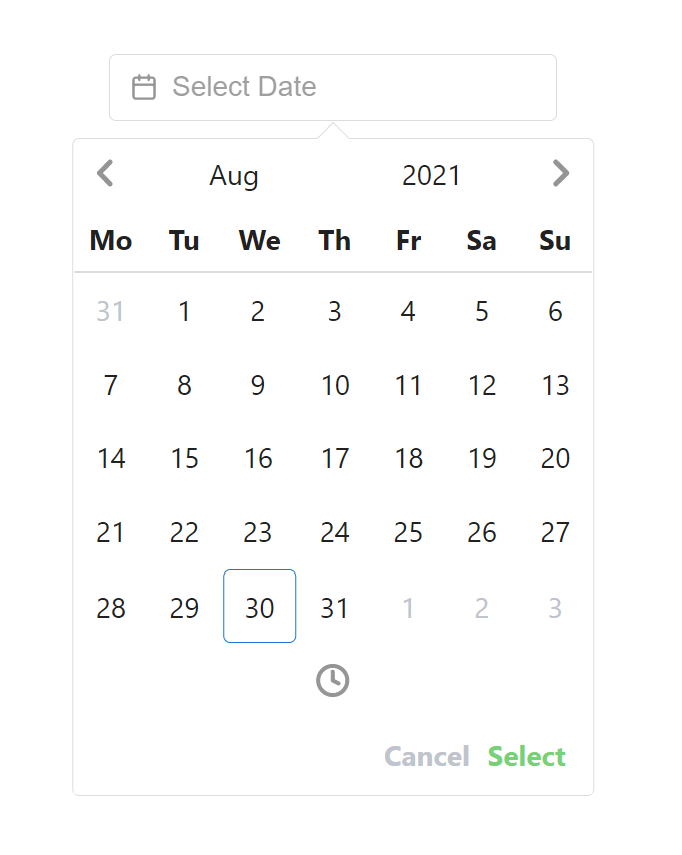 Select Date
Aug 2021
Mo Tu We Th Fr Sa Su
31 1 2 3 4 5 6
7 8 9 10 11 12 13
14 15 16 17 18 19 20
21 22 23 24 25 26 27
28 29 30 31 1 2 3
Cancel Select